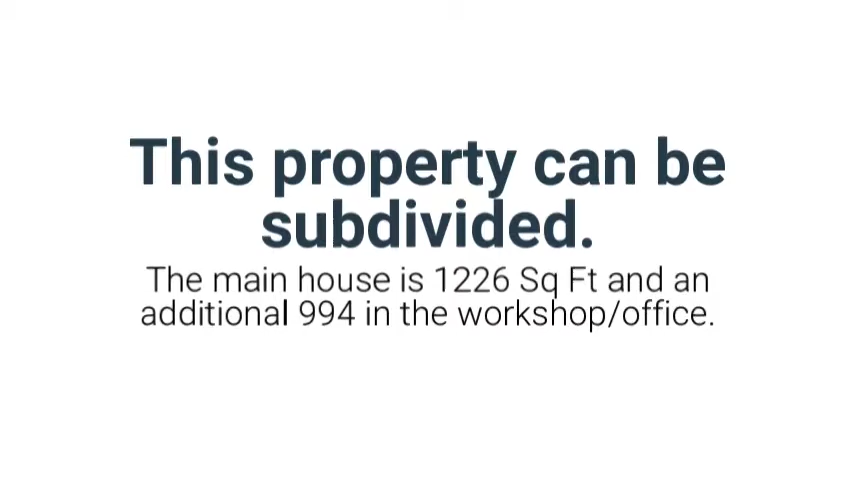 This property can be
subdivided.
The main house is 1226 Sq Ft and an
additional 994 in the workshop/office.